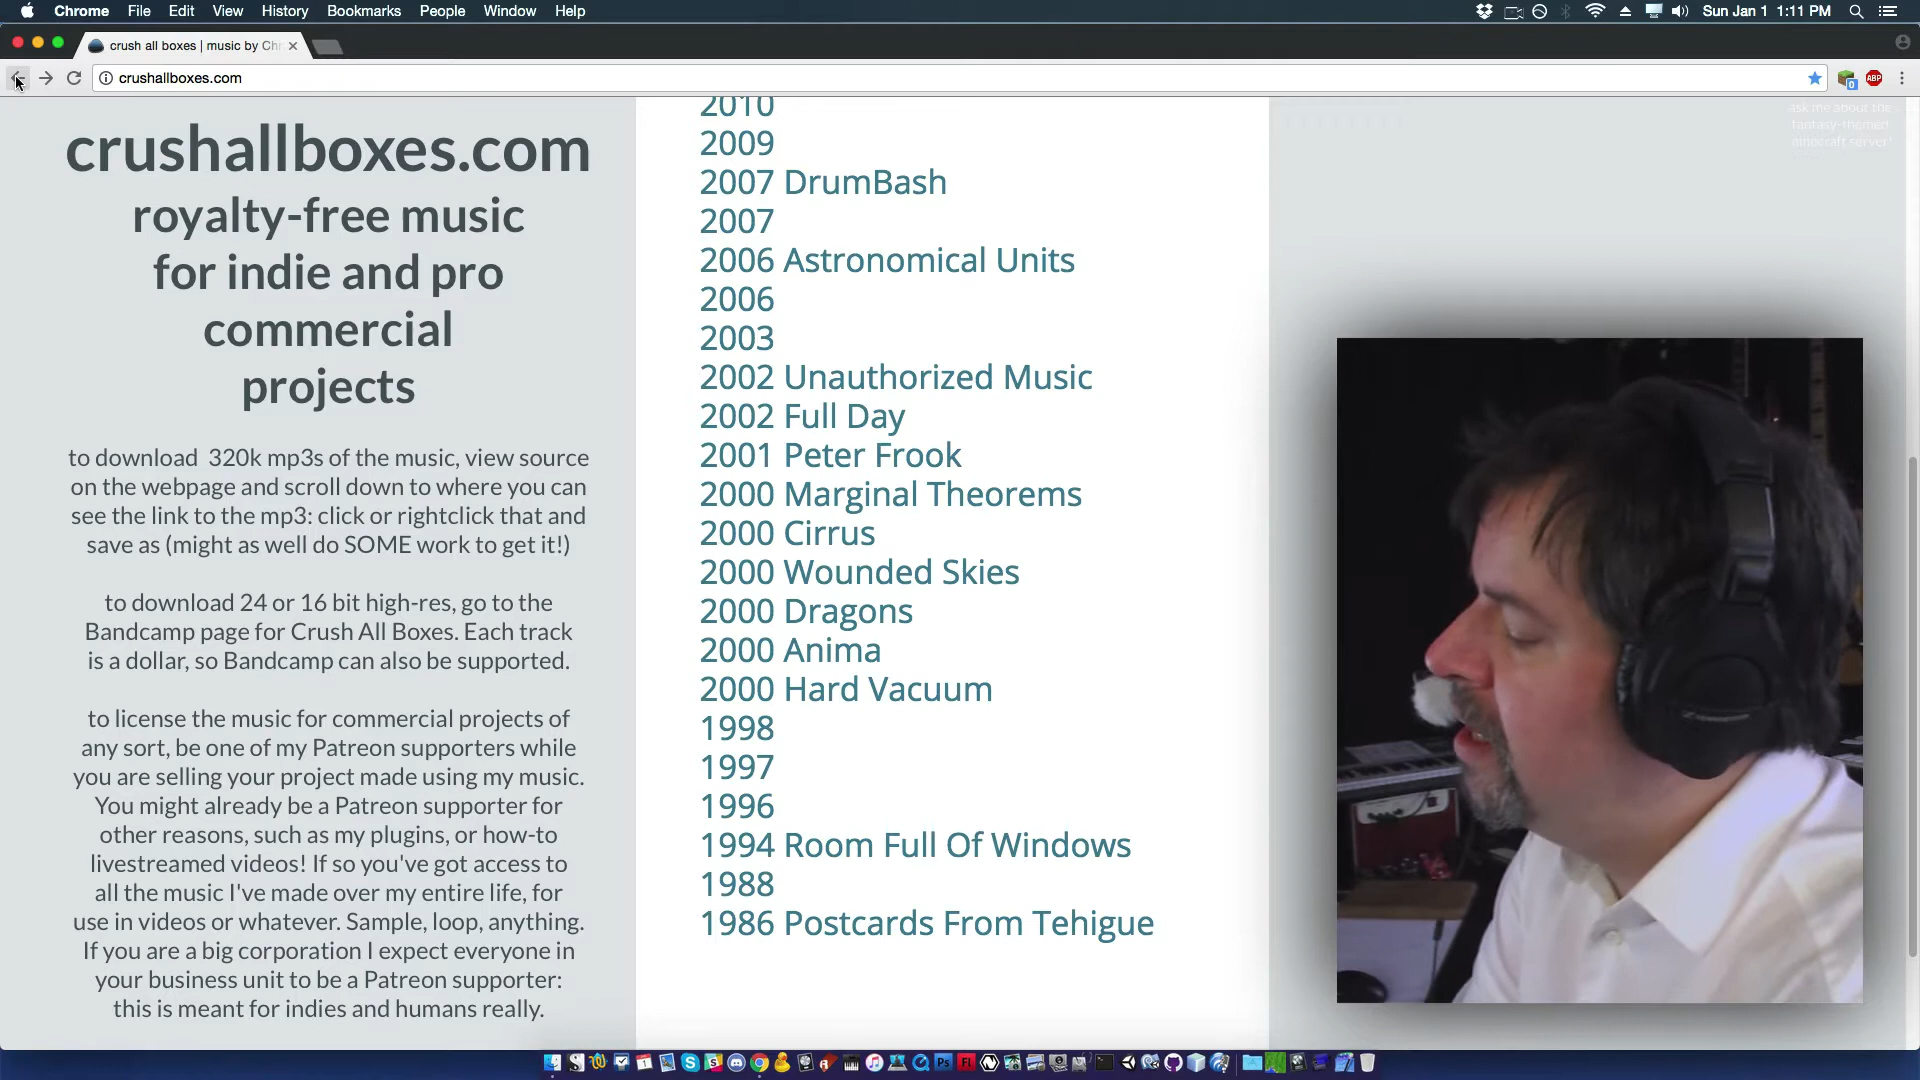 Chrome File Edit View History Bookmarks People Window Help
Sun Jan 1 1:11 PM
crush all boxes | music by Chr
crushallboxes.com
ABP
crushallboxes.com
royalty-free music
for indie and pro
commercial
projects
to download 320k mp3s of the music, view source
on the webpage and scroll down to where you can
see the link to the mp3: click or rightclick that and
save as (might as well do SOME work to get it!)
to download 24 or 16 bit high-res, go to the
Bandcamp page for Crush All Boxes. Each track
is a dollar, so Bandcamp can also be supported.
to license the music for commercial projects of
any sort, be one of my Patreon supporters while
you are selling your project made using my music.
You might already be a Patreon supporter for
other reasons, such as my plugins, or how-to
livestreamed videos! If so you've got access to
all the music I've made over my entire life, for
use in videos or whatever. Sample, loop, anything.
If you are a big corporation I expect everyone in
your business unit to be a Patreon supporter:
this is meant for indies and humans really.
2010
2009
2007 DrumBash
2007
2006 Astronomical Units
2006
2003
2002 Unauthorized Music
2002 Full Day
2001 Peter Frook
2000 Marginal Theorems
2000 Cirrus
2000 Wounded Skies
2000 Dragons
2000 Anima
2000 Hard Vacuum
1998
1997
1996
1994 Room Full Of Windows
1988
1986 Postcards From Tehigue
ask me about the
fantasy-themed
minecraft server!